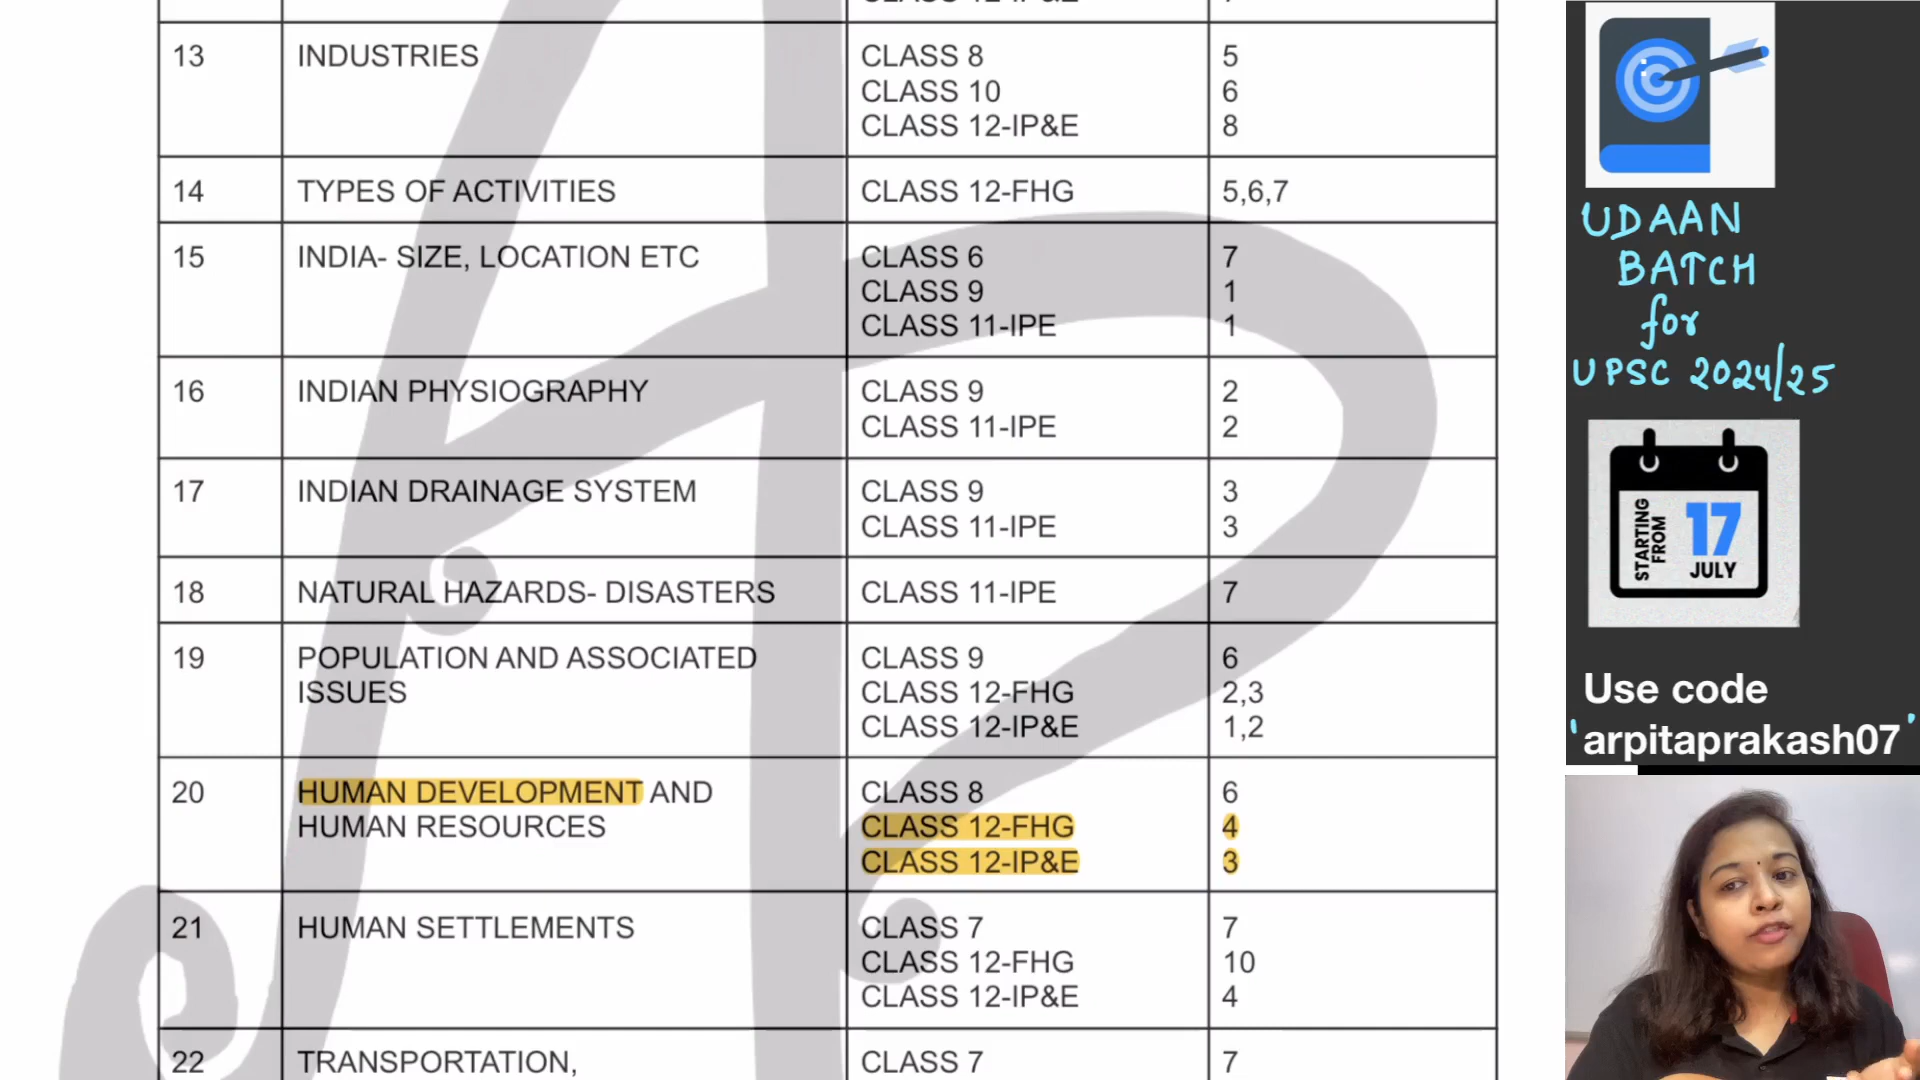 13 INDUSTRIES CLASS 8 5
CLASS 10 6
CLASS 12-IP&E 8
14 TYPES OF ACTIVITIES CLASS 12-FHG 5,6,7
15 INDIA- SIZE, LOCATION ETC CLASS 6 7
CLASS 9 1
CLASS 11-IPE 1
16 INDIAN PHYSIOGRAPHY CLASS 9 2
CLASS 11-IPE 2
17 INDIAN DRAINAGE SYSTEM CLASS 9 3
CLASS 11-IPE 3
18 NATURAL HAZARDS- DISASTERS CLASS 11-IPE 7
19 POPULATION AND ASSOCIATED CLASS 9 6
ISSUES CLASS 12-FHG 2,3
CLASS 12-IP&E 1,2
20 HUMAN DEVELOPMENT AND CLASS 8 6
HUMAN RESOURCES CLASS 12-FHG 4
CLASS 12-IP&E 3
21 HUMAN SETTLEMENTS CLASS 7 7
CLASS 12-FHG 10
CLASS 12-IP&E 4
22 TRANSPORTATION, CLASS 7 7
UDAAN
BATCH
for
UPSC 2024/25
STARTING
FROM
17
JULY
Use code
'arpitaprakash07'